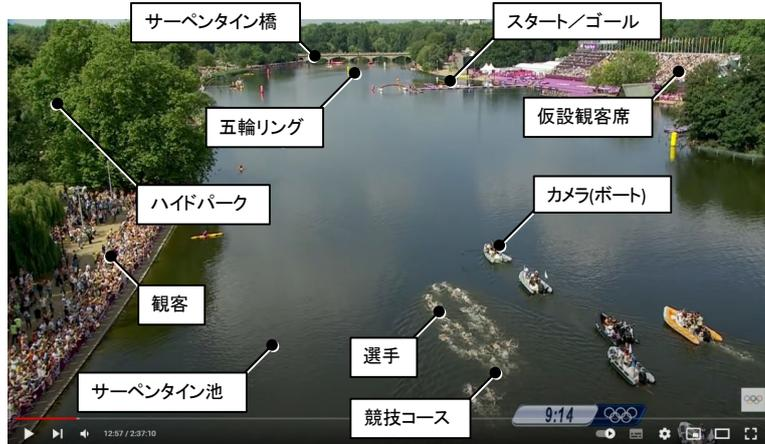 サーペンタイン橋
スタート／ゴール
五輪リング
仮設観客席
ハイドパーク
カメラ(ボート)
観客
選手
サーペンタイン池
競技コース
9:14
12:57 / 2:37:10